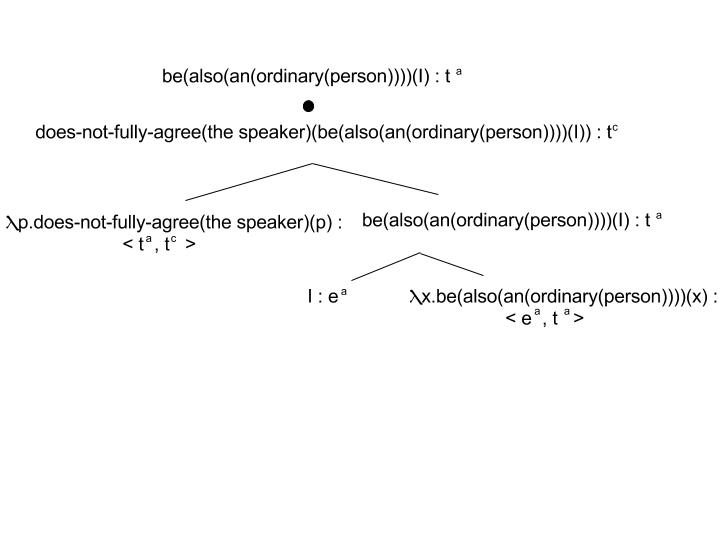 be(also(an(ordinary(person))))(I) : t ᵃ
●
does-not-fully-agree(the speaker)(be(also(an(ordinary(person))))(I)) : tᶜ
λp.does-not-fully-agree(the speaker)(p) : be(also(an(ordinary(person))))(I) : t ᵃ
< tᵃ, tᶜ >
I : eᵃ λx.be(also(an(ordinary(person))))(x) :
< eᵃ, t ᵃ>